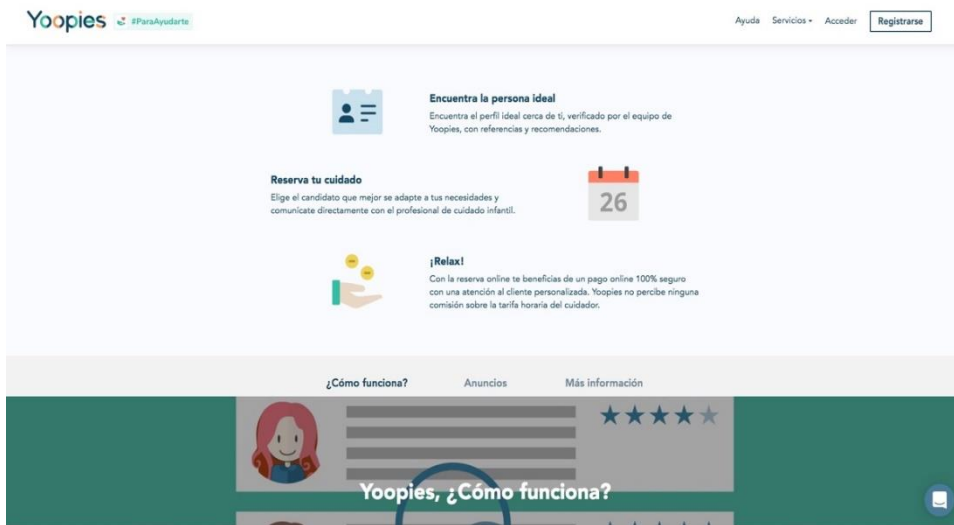 Yoopies #ParaAyudarte Ayuda Servicios Acceder Registrarse
Encuentra la persona ideal
Encuentra el perfil ideal cerca de ti, verificado por el equipo de
Yoopies, con referencias y recomendaciones.
Reserva tu cuidado
Elige el candidato que mejor se adapte a tus necesidades y
comunícate directamente con el profesional de cuidado infantil.
26
¡Relax!
Con la reserva online te beneficias de un pago online 100% seguro
con una atención al cliente personalizada. Yoopies no percibe ninguna
comisión sobre la tarifa horaria del cuidador.
¿Cómo funciona? Anuncios Más información
Yoopies, ¿Cómo funciona?